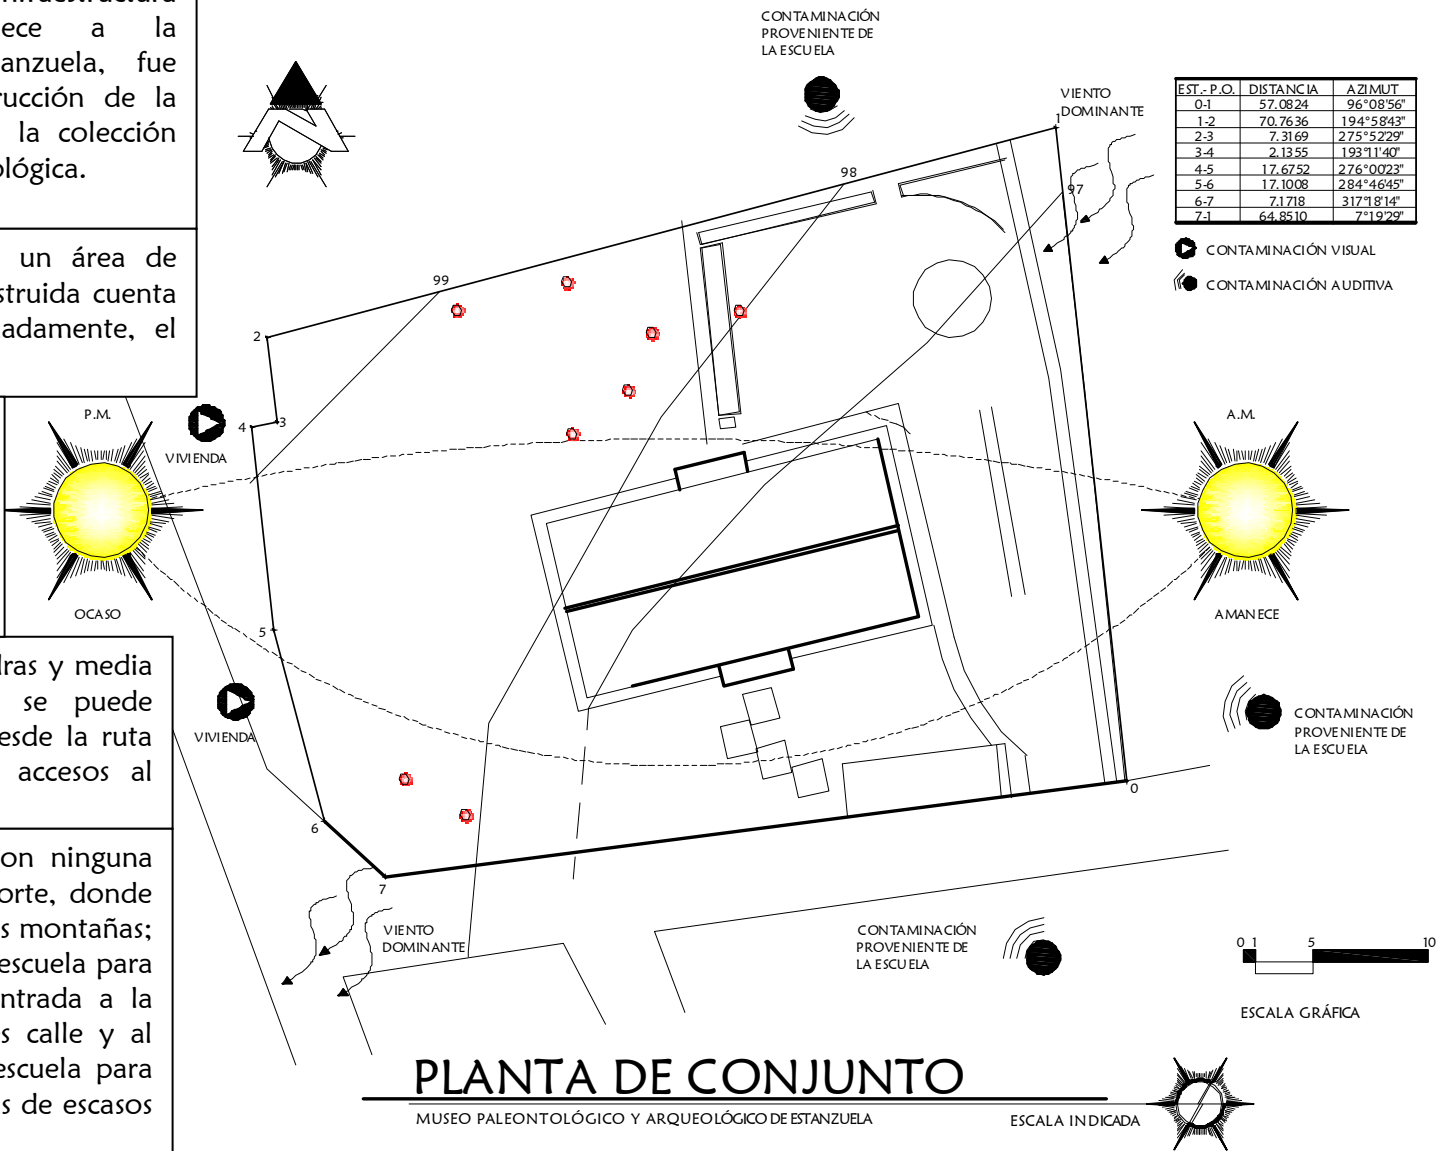 ece a la
anzuela, fue
rucción de la
la colección
ológica.
un área de
struida cuenta
adamente, el
dras y media
se puede
esde la ruta
accesos al
on ninguna
orte, donde
s montañas;
escuela para
ntrada a la
s calle y al
escuela para
s de escasos
CONTAMINACIÓN
PROVENIENTE DE
LA ESCUELA
VIENTO
DOMINANTE
1
98
97
99
2
3
4
5
6
7
0
EST.- P.O. DISTANCIA AZIMUT
0-1 57.0824 96°08'56"
1-2 70.7636 194°58'43"
2-3 7.3169 275°52'29"
3-4 2.1355 193°11'40"
4-5 17.6752 276°00'23"
5-6 17.1008 284°46'45"
6-7 7.1718 317°18'14"
7-1 64.8510 7°19'29"
CONTAMINACIÓN VISUAL
CONTAMINACIÓN AUDITIVA
P.M.
VIVIENDA
OCASO
VIVIENDA
A.M.
AMANECE
CONTAMINACIÓN
PROVENIENTE DE
LA ESCUELA
VIENTO
DOMINANTE
CONTAMINACIÓN
PROVENIENTE DE
LA ESCUELA
0 1 5 10
ESCALA GRÁFICA
PLANTA DE CONJUNTO
MUSEO PALEONTOLÓGICO Y ARQUEOLÓGICO DE ESTANZUELA
ESCALA INDICADA